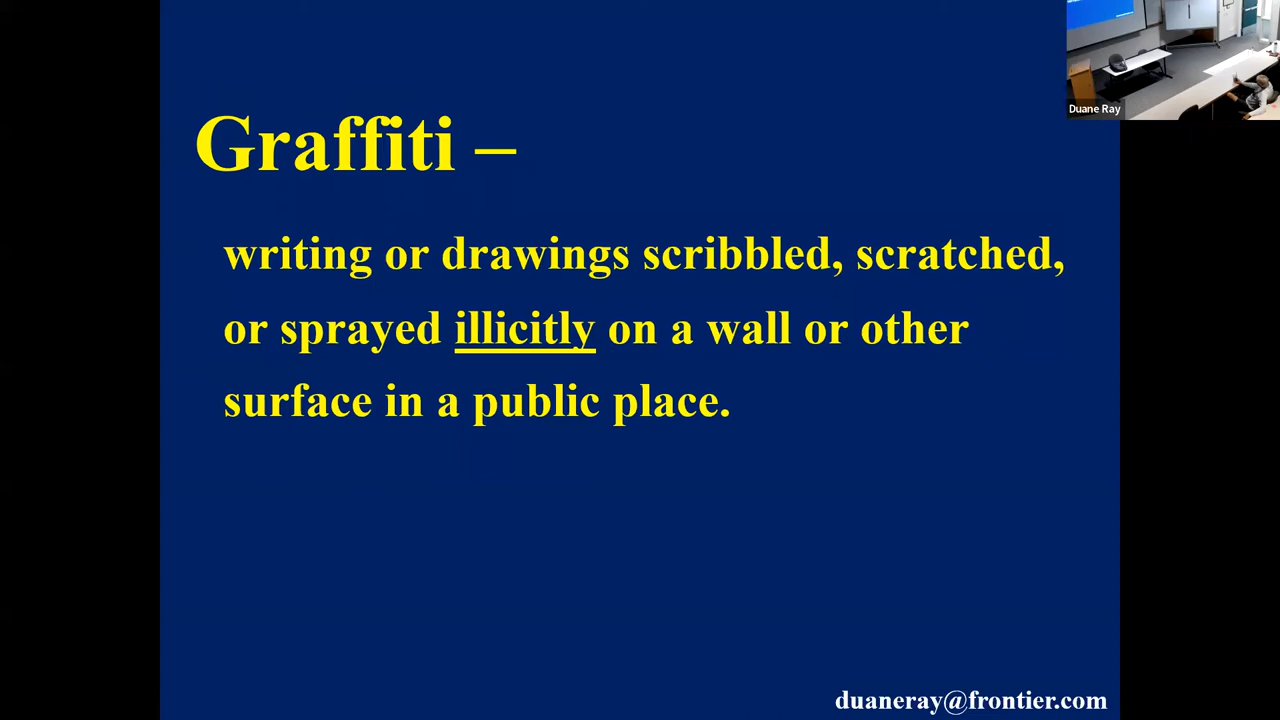 Duane Ray
Graffiti –
writing or drawings scribbled, scratched,
or sprayed illicitly on a wall or other
surface in a public place.
duaneray@frontier.com